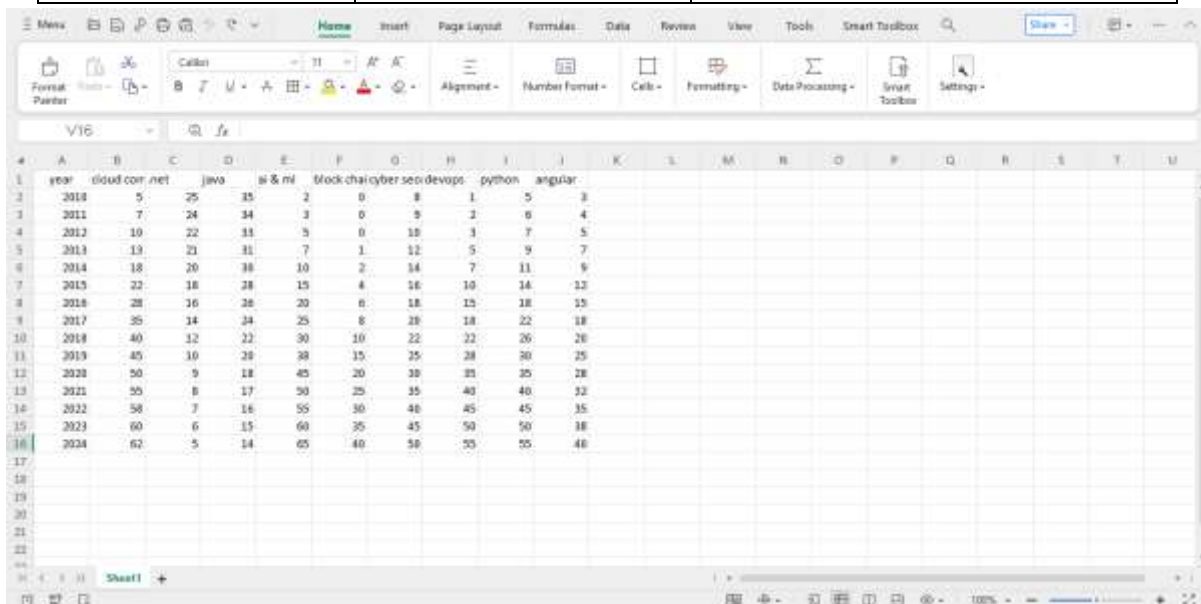 Menu Home Insert Page Layout Formulas Data Review View Tools Smart Toolbox Share
Calibri 11
Format Painter B I U A Alignment Number Format Cells Formatting Data Processing Smart Toolbox Settings
V16 fx
A B C D E F G H I J K L M N O P Q R S T U
1 year cloud com .net java ai & ml block chai cyber secu devops python angular
2 2010 5 25 35 2 0 8 1 5 3
3 2011 7 24 34 3 0 9 2 6 4
4 2012 10 22 33 5 0 10 3 7 5
5 2013 13 21 31 7 1 12 5 9 7
6 2014 18 20 30 10 2 14 7 11 9
7 2015 22 18 28 15 4 16 10 14 12
8 2016 28 16 26 20 6 18 15 18 15
9 2017 35 14 24 25 8 20 18 22 18
10 2018 40 12 22 30 10 22 22 26 20
11 2019 45 10 20 38 15 25 28 30 25
12 2020 50 9 18 45 20 30 35 35 28
13 2021 55 8 17 50 25 35 40 40 32
14 2022 58 7 16 55 30 40 45 45 35
15 2023 60 6 15 60 35 45 50 50 38
16 2024 62 5 14 65 40 50 55 55 40
17
18
19
20
21
22
Sheet1 +
100%